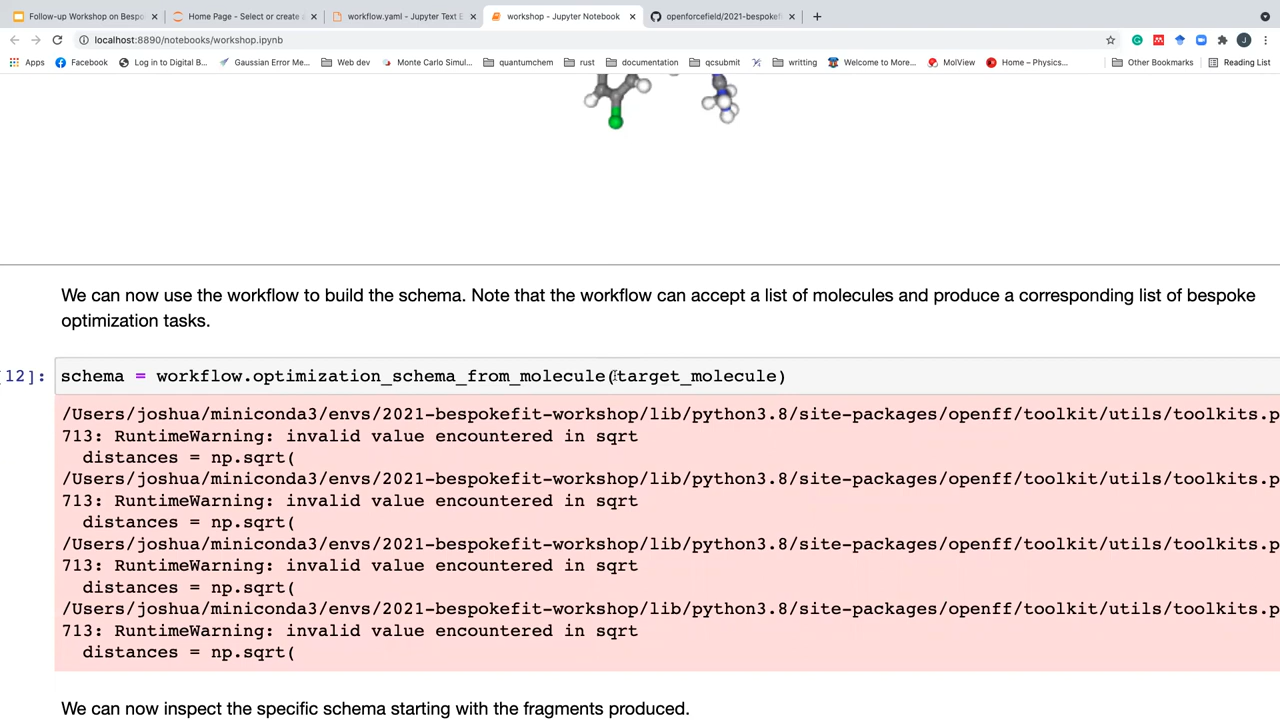 Follow-up Workshop on Bespo
Home Page - Select or create
workflow.yaml - Jupyter Text E
workshop - Jupyter Notebook
openforcefield/2021-bespokef
localhost:8890/notebooks/workshop.ipynb
Apps
Facebook
Log in to Digital B...
Gaussian Error Me...
Web dev
Monte Carlo Simul...
quantumchem
rust
documentation
qcsubmit
writting
Welcome to More...
MolView
Home – Physics...
Other Bookmarks
Reading List
We can now use the workflow to build the schema. Note that the workflow can accept a list of molecules and produce a corresponding list of bespoke
optimization tasks.
[12]: schema = workflow.optimization_schema_from_molecule(target_molecule)
/Users/joshua/miniconda3/envs/2021-bespokefit-workshop/lib/python3.8/site-packages/openff/toolkit/utils/toolkits.p
713: RuntimeWarning: invalid value encountered in sqrt
distances = np.sqrt(
/Users/joshua/miniconda3/envs/2021-bespokefit-workshop/lib/python3.8/site-packages/openff/toolkit/utils/toolkits.p
713: RuntimeWarning: invalid value encountered in sqrt
distances = np.sqrt(
/Users/joshua/miniconda3/envs/2021-bespokefit-workshop/lib/python3.8/site-packages/openff/toolkit/utils/toolkits.p
713: RuntimeWarning: invalid value encountered in sqrt
distances = np.sqrt(
/Users/joshua/miniconda3/envs/2021-bespokefit-workshop/lib/python3.8/site-packages/openff/toolkit/utils/toolkits.p
713: RuntimeWarning: invalid value encountered in sqrt
distances = np.sqrt(
We can now inspect the specific schema starting with the fragments produced.